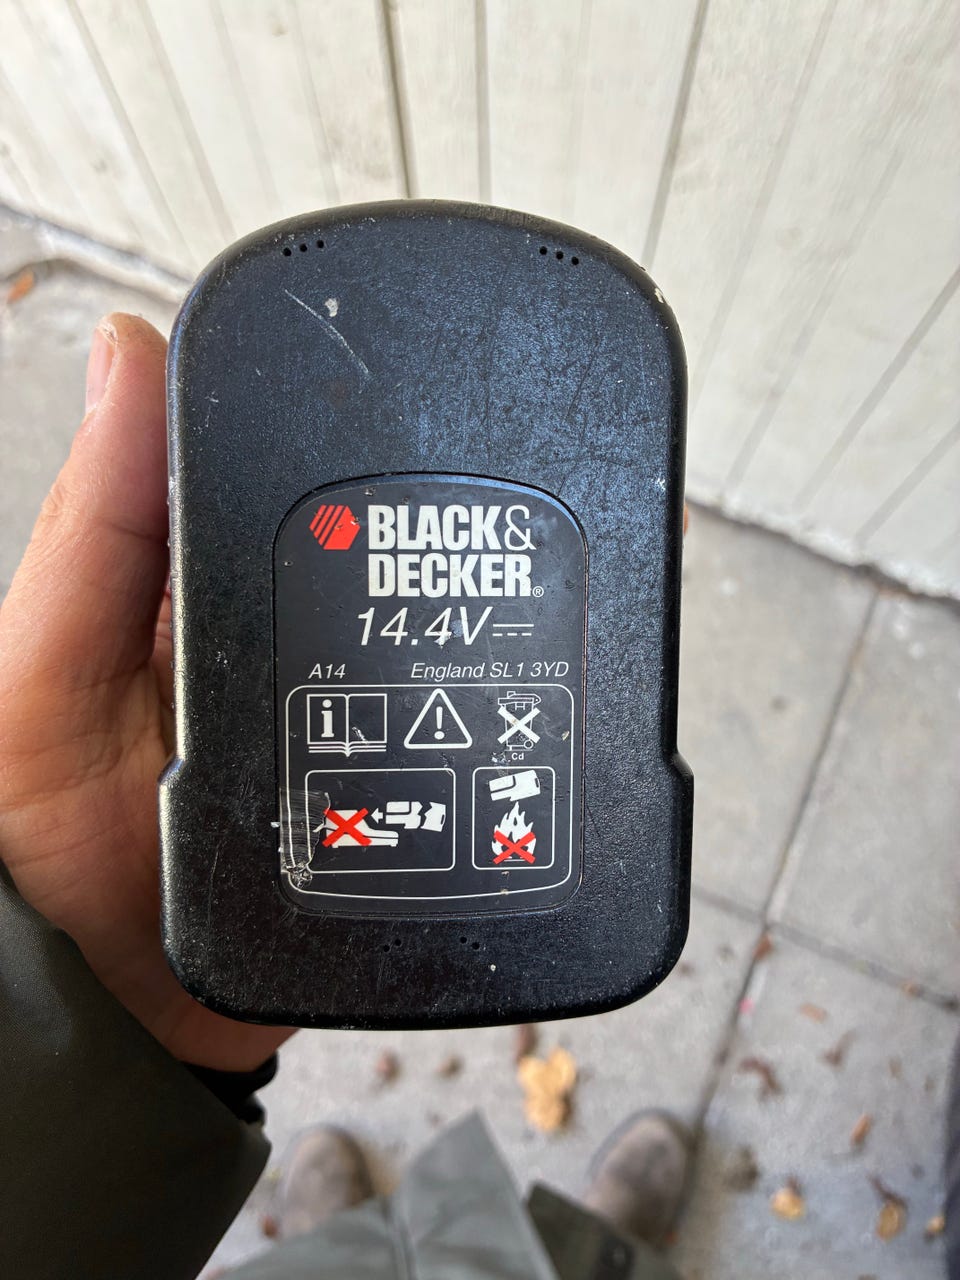 BLACK&
DECKER®
14.4V
A14 England SL1 3YD
i !
Cd